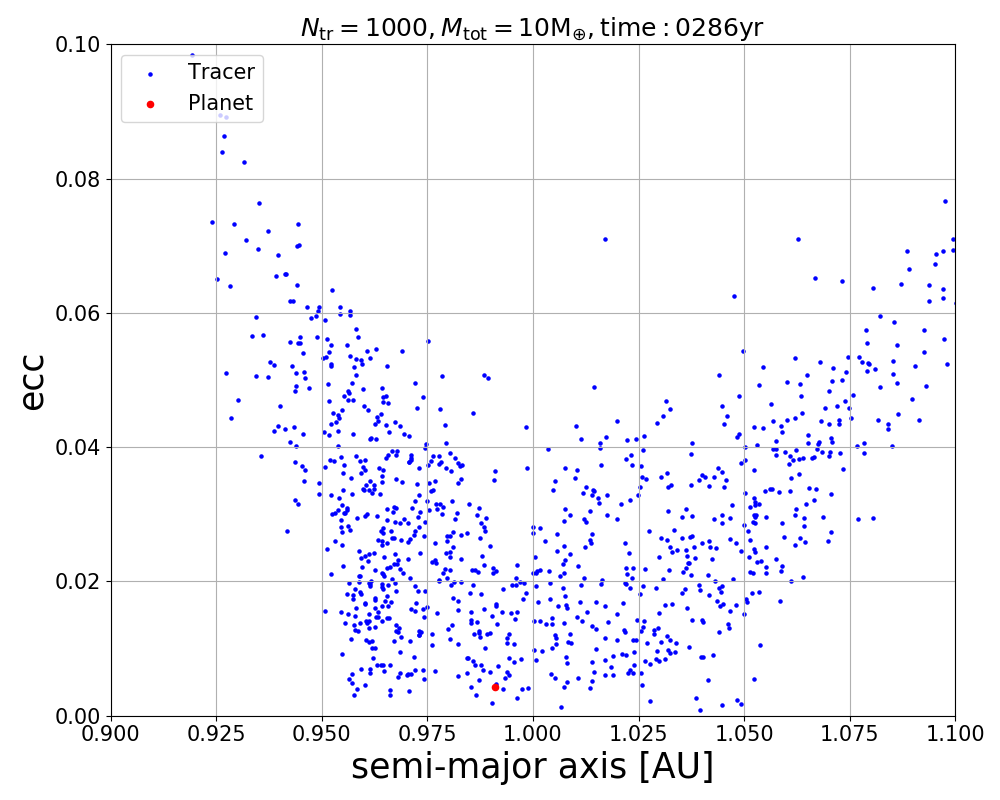 N_tr = 1000, M_tot = 10M_⊕, time : 0286yr
Tracer
Planet
ecc
0.10
0.08
0.06
0.04
0.02
0.00
0.900 0.925 0.950 0.975 1.000 1.025 1.050 1.075 1.100
semi-major axis [AU]